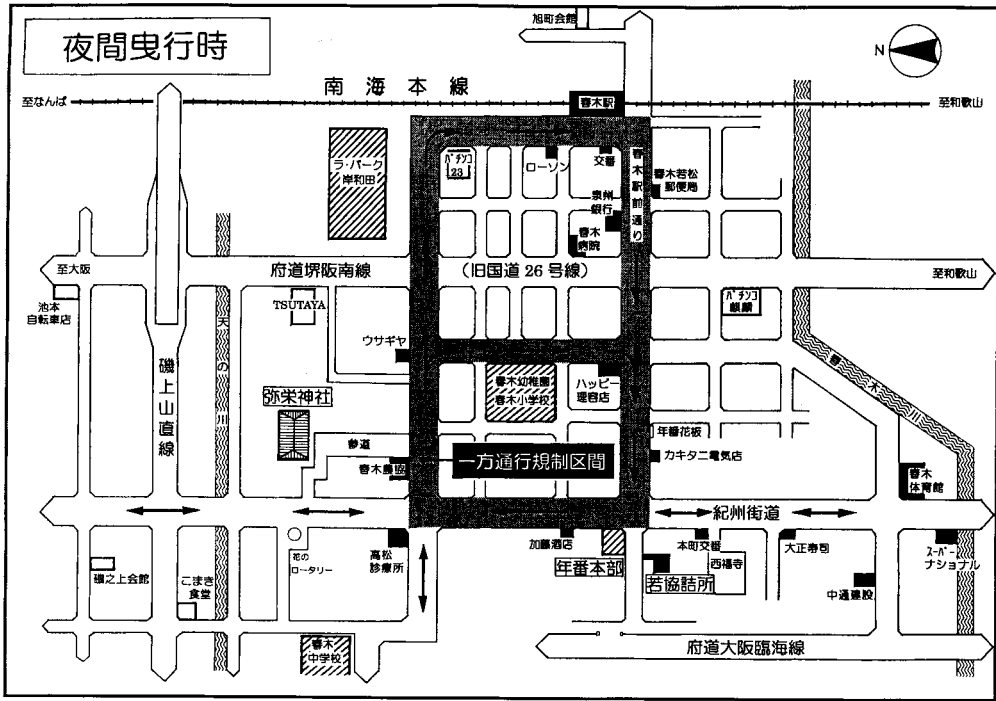 夜間曳行時
旭町会館
N
南海本線
至なんば
春木駅
至和歌山
ラ・パーク
岸和田
パチンコ
23
ローソン
交番
春木駅前通り
春木若松
郵便局
泉州
銀行
春木
病院
至大阪
府道堺阪南線
(旧国道26号線)
至和歌山
池本
自転車店
TSUTAYA
パチンコ
麒麟
天の川
磯上山直線
ウサギヤ
春木川
弥栄神社
春木幼稚園
春木小学校
ハッピー
理容店
参道
年番花板
春木農協
一方通行規制区間
カキタニ電気店
春木
体育館
紀州街道
花の
ロータリー
高松
診療所
加藤酒店
本町交番
大正寿司
スーパー
ナショナル
磯之上会館
こまき
食堂
年番本部
若協詰所
西福寺
中道建設
春木
中学校
府道大阪臨海線